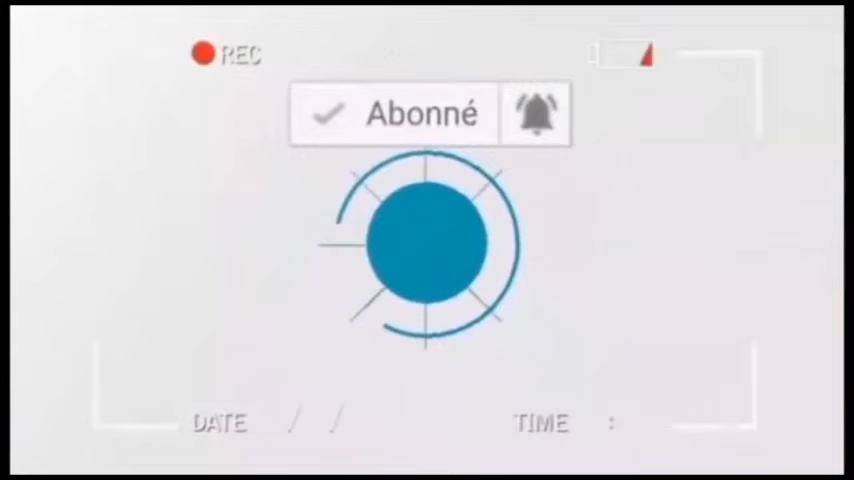 REC
Abonné
DATE / /
TIME :